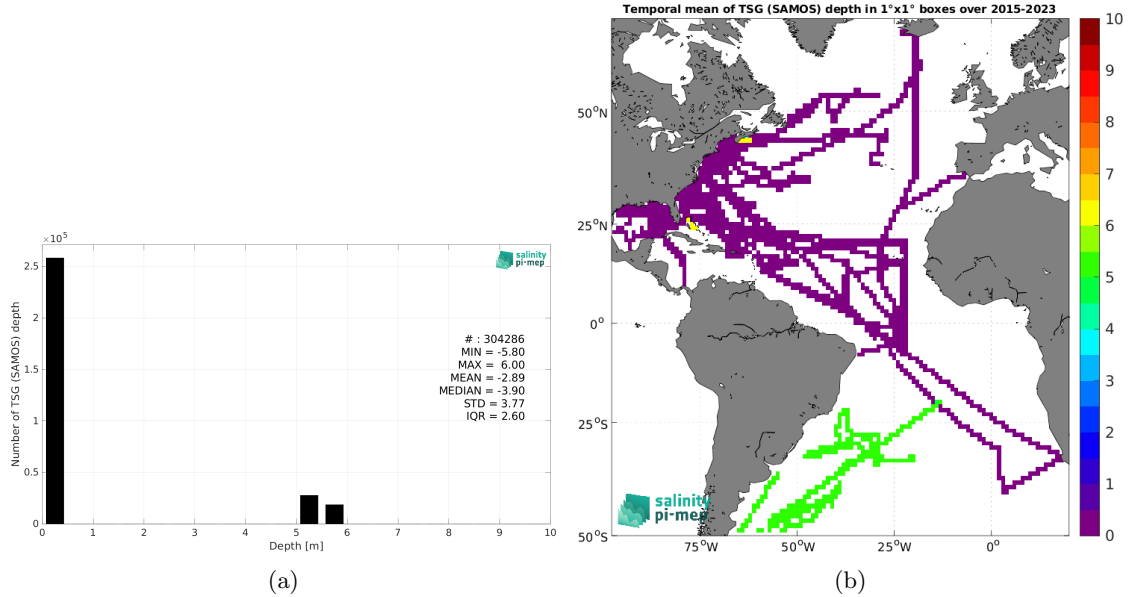 Temporal mean of TSG (SAMOS) depth in 1°x1° boxes over 2015-2023
×10⁵
2.5
2
1.5
1
0.5
0
Number of TSG (SAMOS) depth
salinity
pi-mep
# : 304286
MIN = -5.80
MAX = 6.00
MEAN = -2.89
MEDIAN = -3.90
STD = 3.77
IQR = 2.60
0 1 2 3 4 5 6 7 8 9 10
Depth [m]
(a)
50°N
25°N
0°
25°S
50°S
75°W 50°W 25°W 0°
salinity
pi-mep
10
9
8
7
6
5
4
3
2
1
0
(b)